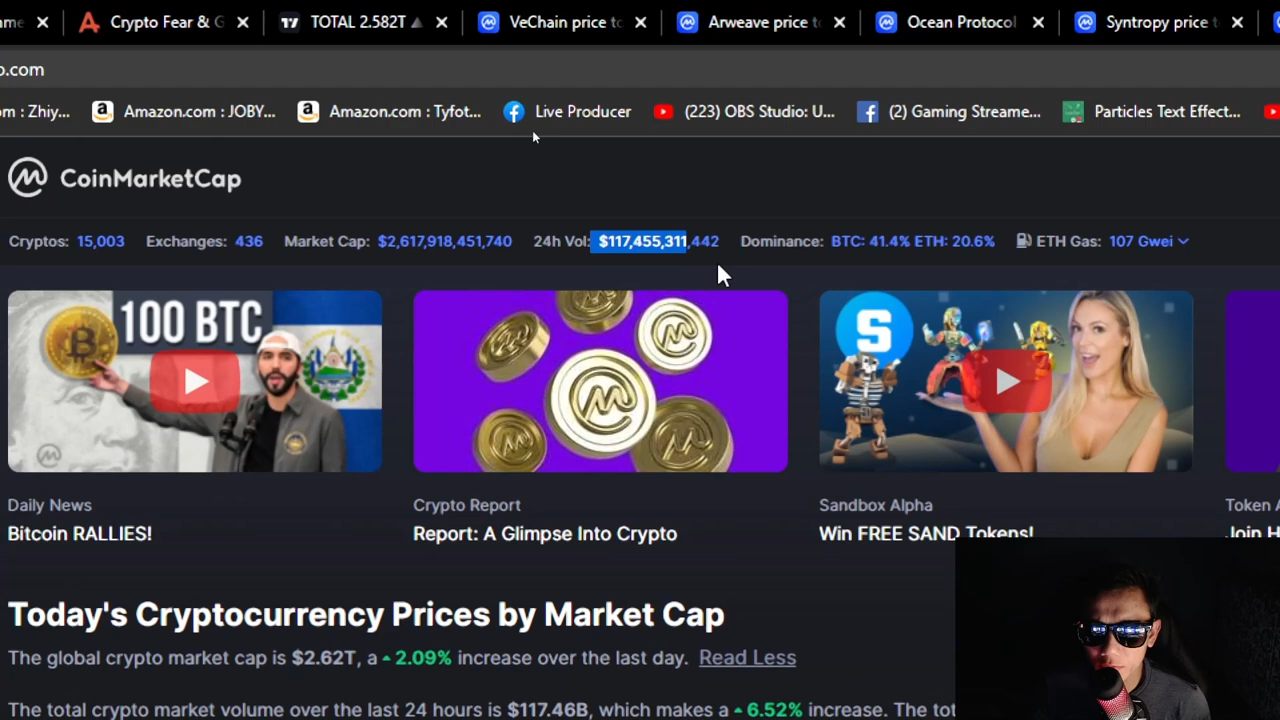 Crypto Fear & G
TOTAL 2.582T
VeChain price to
Arweave price to
Ocean Protocol
Syntropy price t
o.com
om : Zhiy...
Amazon.com : JOBY...
Amazon.com : Tyfot...
Live Producer
(223) OBS Studio: U...
(2) Gaming Streame...
Particles Text Effect...
CoinMarketCap
Cryptos: 15,003 Exchanges: 436 Market Cap: $2,617,918,451,740 24h Vol: $117,455,311,442 Dominance: BTC: 41.4% ETH: 20.6% ETH Gas: 107 Gwei
100 BTC
S
Daily News
Bitcoin RALLIES!
Crypto Report
Report: A Glimpse Into Crypto
Sandbox Alpha
Win FREE SAND Tokens!
Token A
Join H
Today's Cryptocurrency Prices by Market Cap
The global crypto market cap is $2.62T, a 2.09% increase over the last day. Read Less
The total crypto market volume over the last 24 hours is $117.46B, which makes a 6.52% increase. The tot